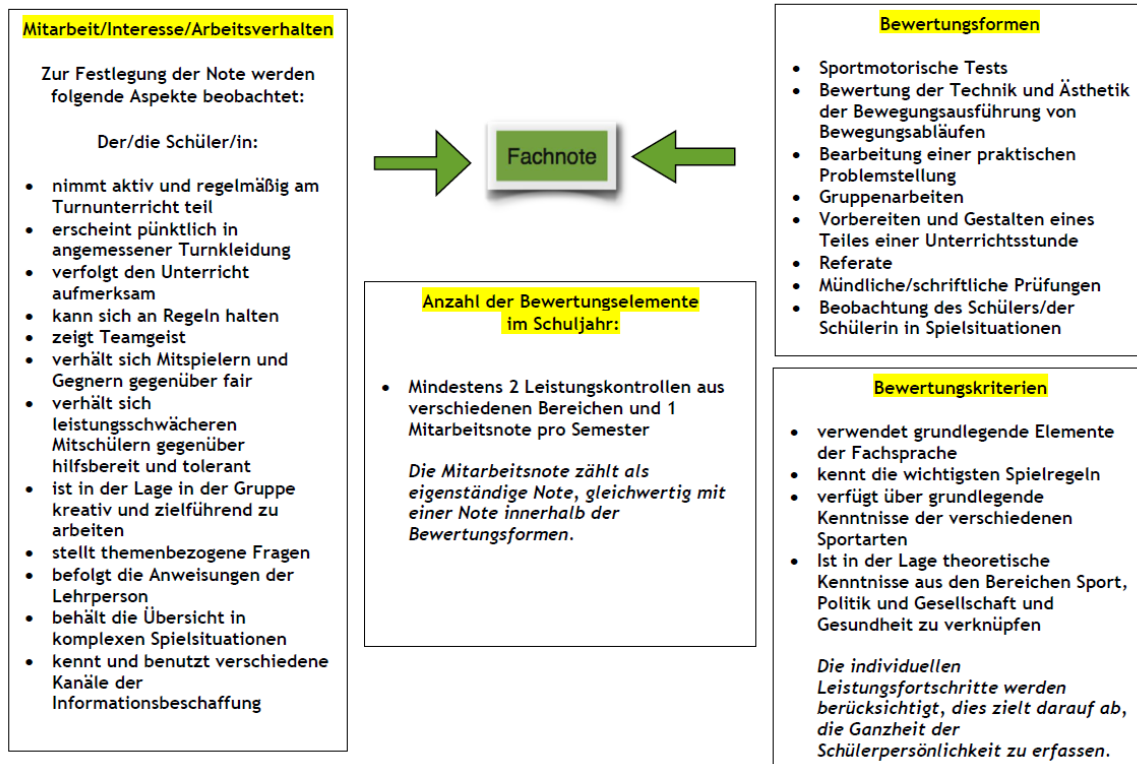 Mitarbeit/Interesse/Arbeitsverhalten
Zur Festlegung der Note werden
folgende Aspekte beobachtet:
Der/die Schüler/in:
• nimmt aktiv und regelmäßig am
Turnunterricht teil
• erscheint pünktlich in
angemessener Turnkleidung
• verfolgt den Unterricht
aufmerksam
• kann sich an Regeln halten
• zeigt Teamgeist
• verhält sich Mitspielern und
Gegnern gegenüber fair
• verhält sich
leistungsschwächeren
Mitschülern gegenüber
hilfsbereit und tolerant
• ist in der Lage in der Gruppe
kreativ und zielführend zu
arbeiten
• stellt themenbezogene Fragen
• befolgt die Anweisungen der
Lehrperson
• behält die Übersicht in
komplexen Spielsituationen
• kennt und benutzt verschiedene
Kanäle der
Informationsbeschaffung
Fachnote
Anzahl der Bewertungselemente
im Schuljahr:
• Mindestens 2 Leistungskontrollen aus
verschiedenen Bereichen und 1
Mitarbeitsnote pro Semester
Die Mitarbeitsnote zählt als
eigenständige Note, gleichwertig mit
einer Note innerhalb der
Bewertungsformen.
Bewertungsformen
• Sportmotorische Tests
• Bewertung der Technik und Ästhetik
der Bewegungsausführung von
Bewegungsabläufen
• Bearbeitung einer praktischen
Problemstellung
• Gruppenarbeiten
• Vorbereiten und Gestalten eines
Teiles einer Unterrichtsstunde
• Referate
• Mündliche/schriftliche Prüfungen
• Beobachtung des Schülers/der
Schülerin in Spielsituationen
Bewertungskriterien
• verwendet grundlegende Elemente
der Fachsprache
• kennt die wichtigsten Spielregeln
• verfügt über grundlegende
Kenntnisse der verschiedenen
Sportarten
• Ist in der Lage theoretische
Kenntnisse aus den Bereichen Sport,
Politik und Gesellschaft und
Gesundheit zu verknüpfen
Die individuellen
Leistungsfortschritte werden
berücksichtigt, dies zielt darauf ab,
die Ganzheit der
Schülerpersönlichkeit zu erfassen.